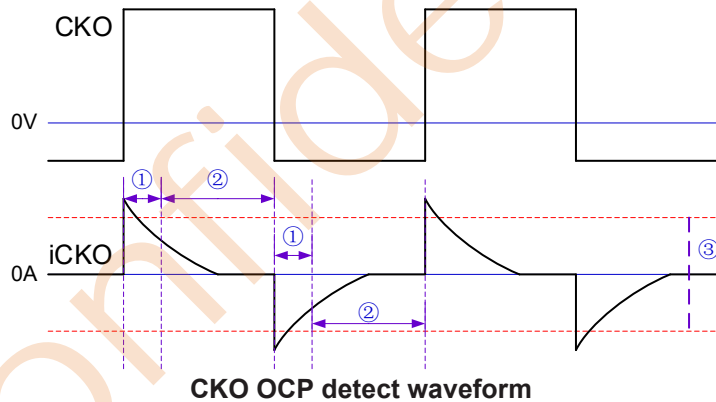 CKO
0V
① ②
iCKO
①
③
0A
②
CKO OCP detect waveform